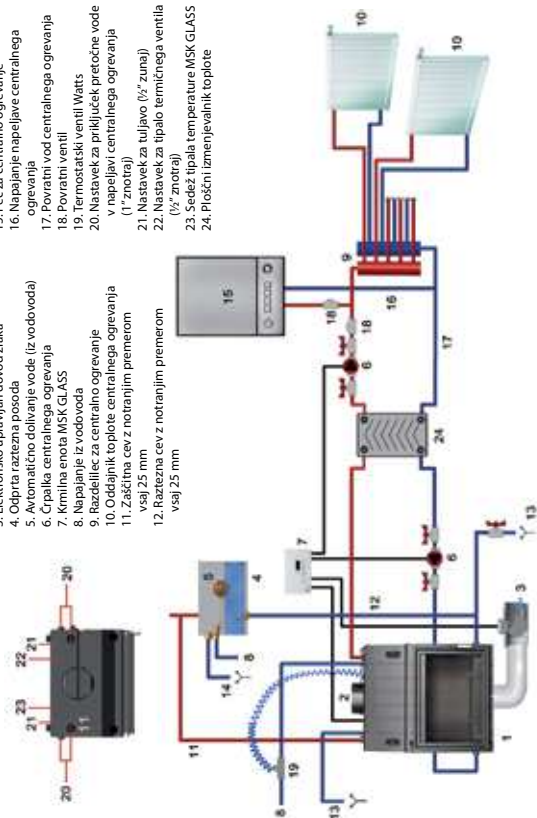 3. Elektronsko upravljan dovod zraka
4. Odprta raztezna posoda
5. Avtomatično dolivanje vode (iz vodovoda)
6. Črpalka centralnega ogrevanja
7. Krmilna enota MSK GLASS
8. Napajanje iz vodovoda
9. Razdelilec za centralno ogrevanje
10. Oddajnik toplote centralnega ogrevanja
11. Zaščitna cev z notranjim premerom
vsaj 25 mm
12. Raztezna cev z notranjim premerom
vsaj 25 mm
15. Peč za centralno ogrevanje
16. Napajanje napeljave centralnega
ogrevanja
17. Povratni vod centralnega ogrevanja
18. Povratni ventil
19. Termostatski ventil Watts
20. Nastavek za priključek pretočne vode
v napeljavi centralnega ogrevanja
(1" znotraj)
21. Nastavek za tuljavo (½" zunaj)
22. Nastavek za tipalo termičnega ventila
(½" znotraj)
23. Sedež tipala temperature MSK GLASS
24. Ploščni izmenjevalnik toplote
20
21
23
22
21
20
11
10
10
15
9
16
18
18
17
6
24
7
5
4
8
14
12
6
13
3
2
11
19
8
13
1